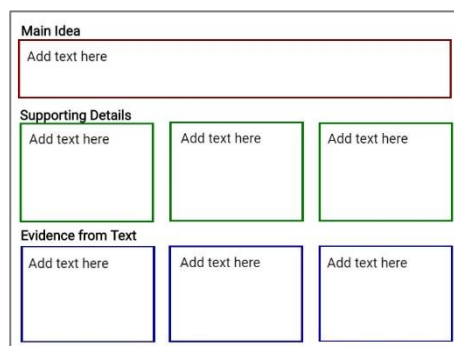 Main Idea
Add text here
Supporting Details
Add text here Add text here Add text here
Evidence from Text
Add text here Add text here Add text here